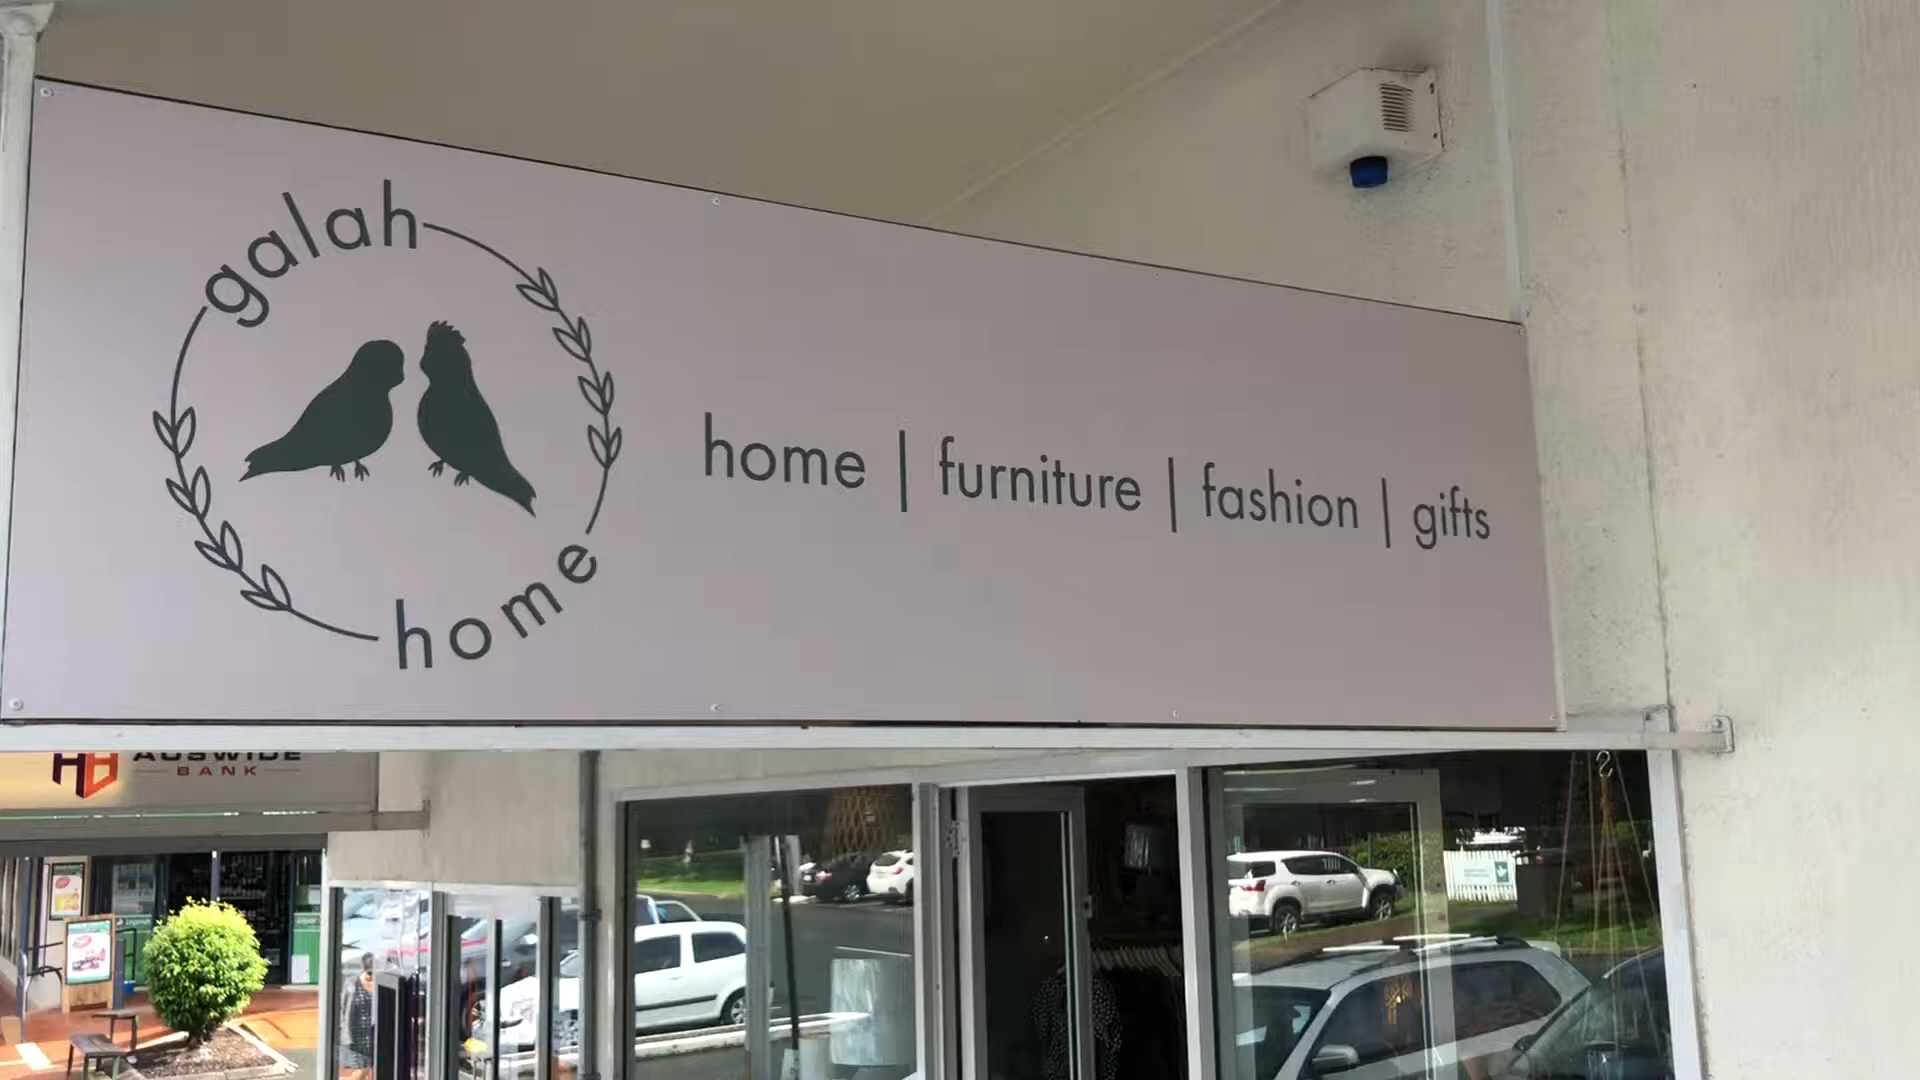 galah
home
home | furniture | fashion | gifts
AUSWIDE
BANK